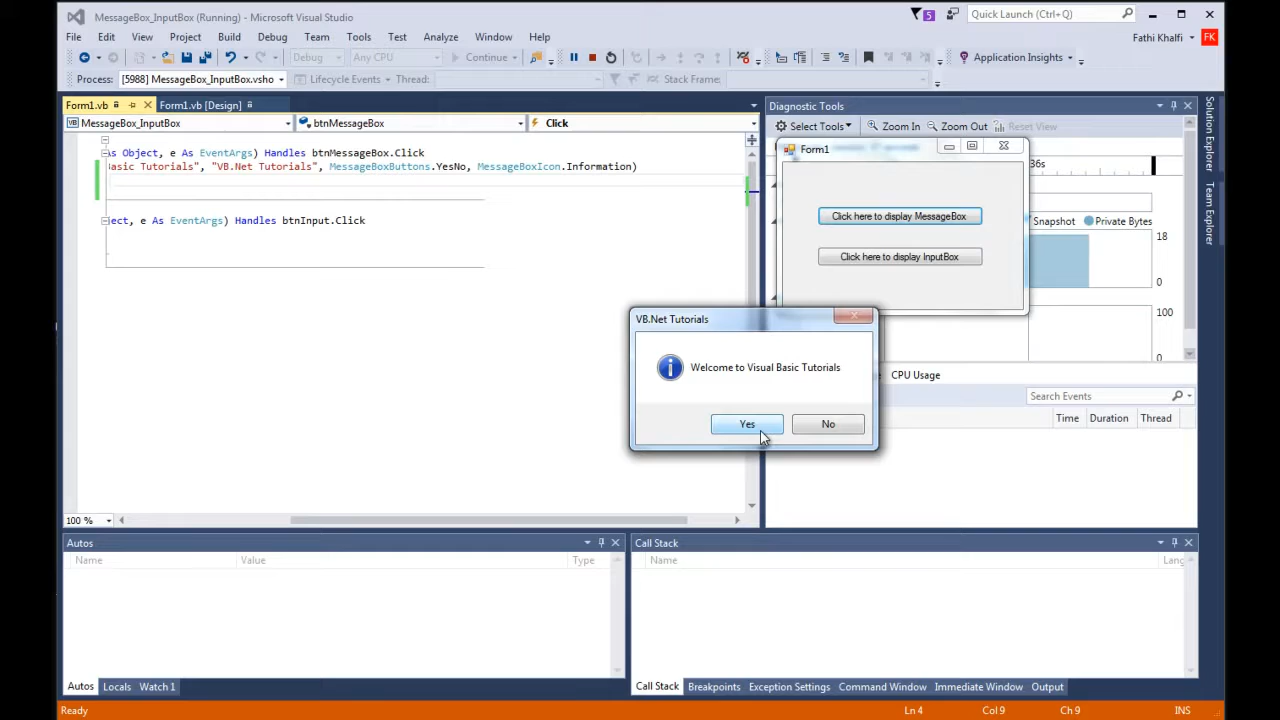 MessageBox_InputBox (Running) - Microsoft Visual Studio
5
Quick Launch (Ctrl+Q)
File Edit View Project Build Debug Team Tools Test Analyze Window Help
Fathi Khalfi FK
Debug Any CPU Continue Application Insights
Process: [5988] MessageBox_InputBox.vsho Lifecycle Events Thread: Stack Frame:
Form1.vb Form1.vb [Design]
MessageBox_InputBox btnMessageBox Click
s Object, e As EventArgs) Handles btnMessageBox.Click
asic Tutorials", "VB.Net Tutorials", MessageBoxButtons.YesNo, MessageBoxIcon.Information)
ect, e As EventArgs) Handles btnInput.Click
100 %
Diagnostic Tools
Select Tools Zoom In Zoom Out Reset View
36s
Snapshot Private Bytes
18
0
100
0
CPU Usage
Search Events
Time Duration Thread
Form1
Click here to display MessageBox
Click here to display InputBox
VB.Net Tutorials
Welcome to Visual Basic Tutorials
Yes No
Solution Explorer
Team Explorer
Autos
Name Value Type
Autos Locals Watch 1
Call Stack
Name Lang
Call Stack Breakpoints Exception Settings Command Window Immediate Window Output
Ready Ln 4 Col 9 Ch 9 INS